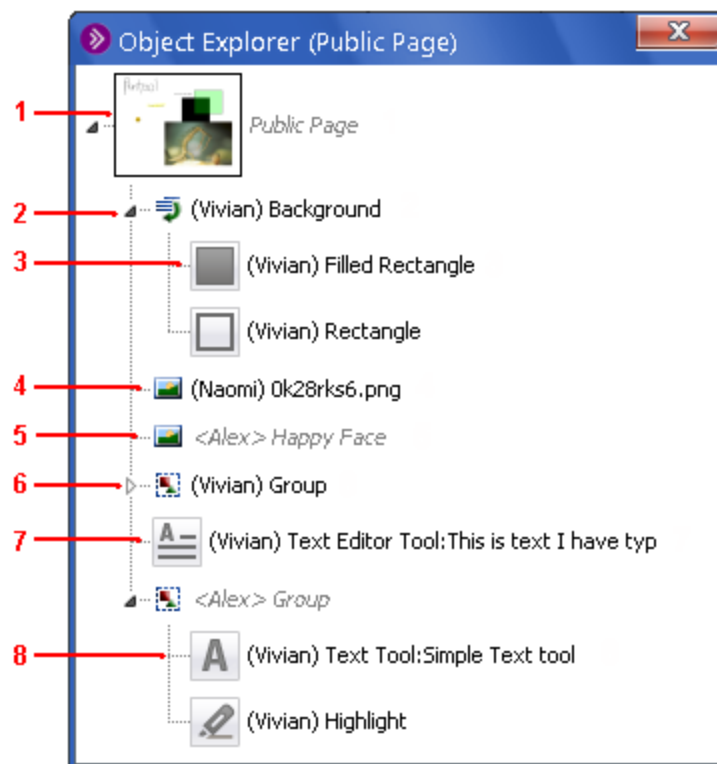 Object Explorer (Public Page)
1
Public Page
2
(Vivian) Background
3
(Vivian) Filled Rectangle
(Vivian) Rectangle
4
(Naomi) 0k28rks6.png
5
<Alex> Happy Face
6
(Vivian) Group
7
A
(Vivian) Text Editor Tool:This is text I have typ
<Alex> Group
8
A
(Vivian) Text Tool:Simple Text tool
(Vivian) Highlight